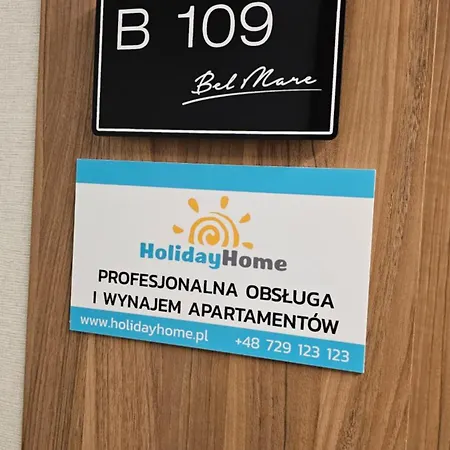 B 109
Bel Mare
HolidayHome
PROFESJONALNA OBSŁUGA
I WYNAJEM APARTAMENTÓW
www.holidayhome.pl +48 729 123 123